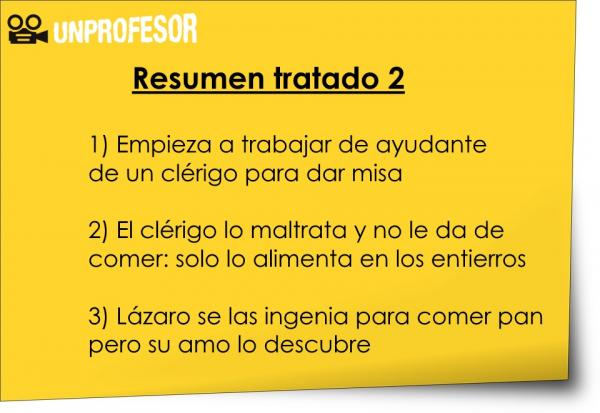 UNPROFESOR
Resumen tratado 2
1) Empieza a trabajar de ayudante
de un clérigo para dar misa
2) El clérigo lo maltrata y no le da de
comer: solo lo alimenta en los entierros
3) Lázaro se las ingenia para comer pan
pero su amo lo descubre